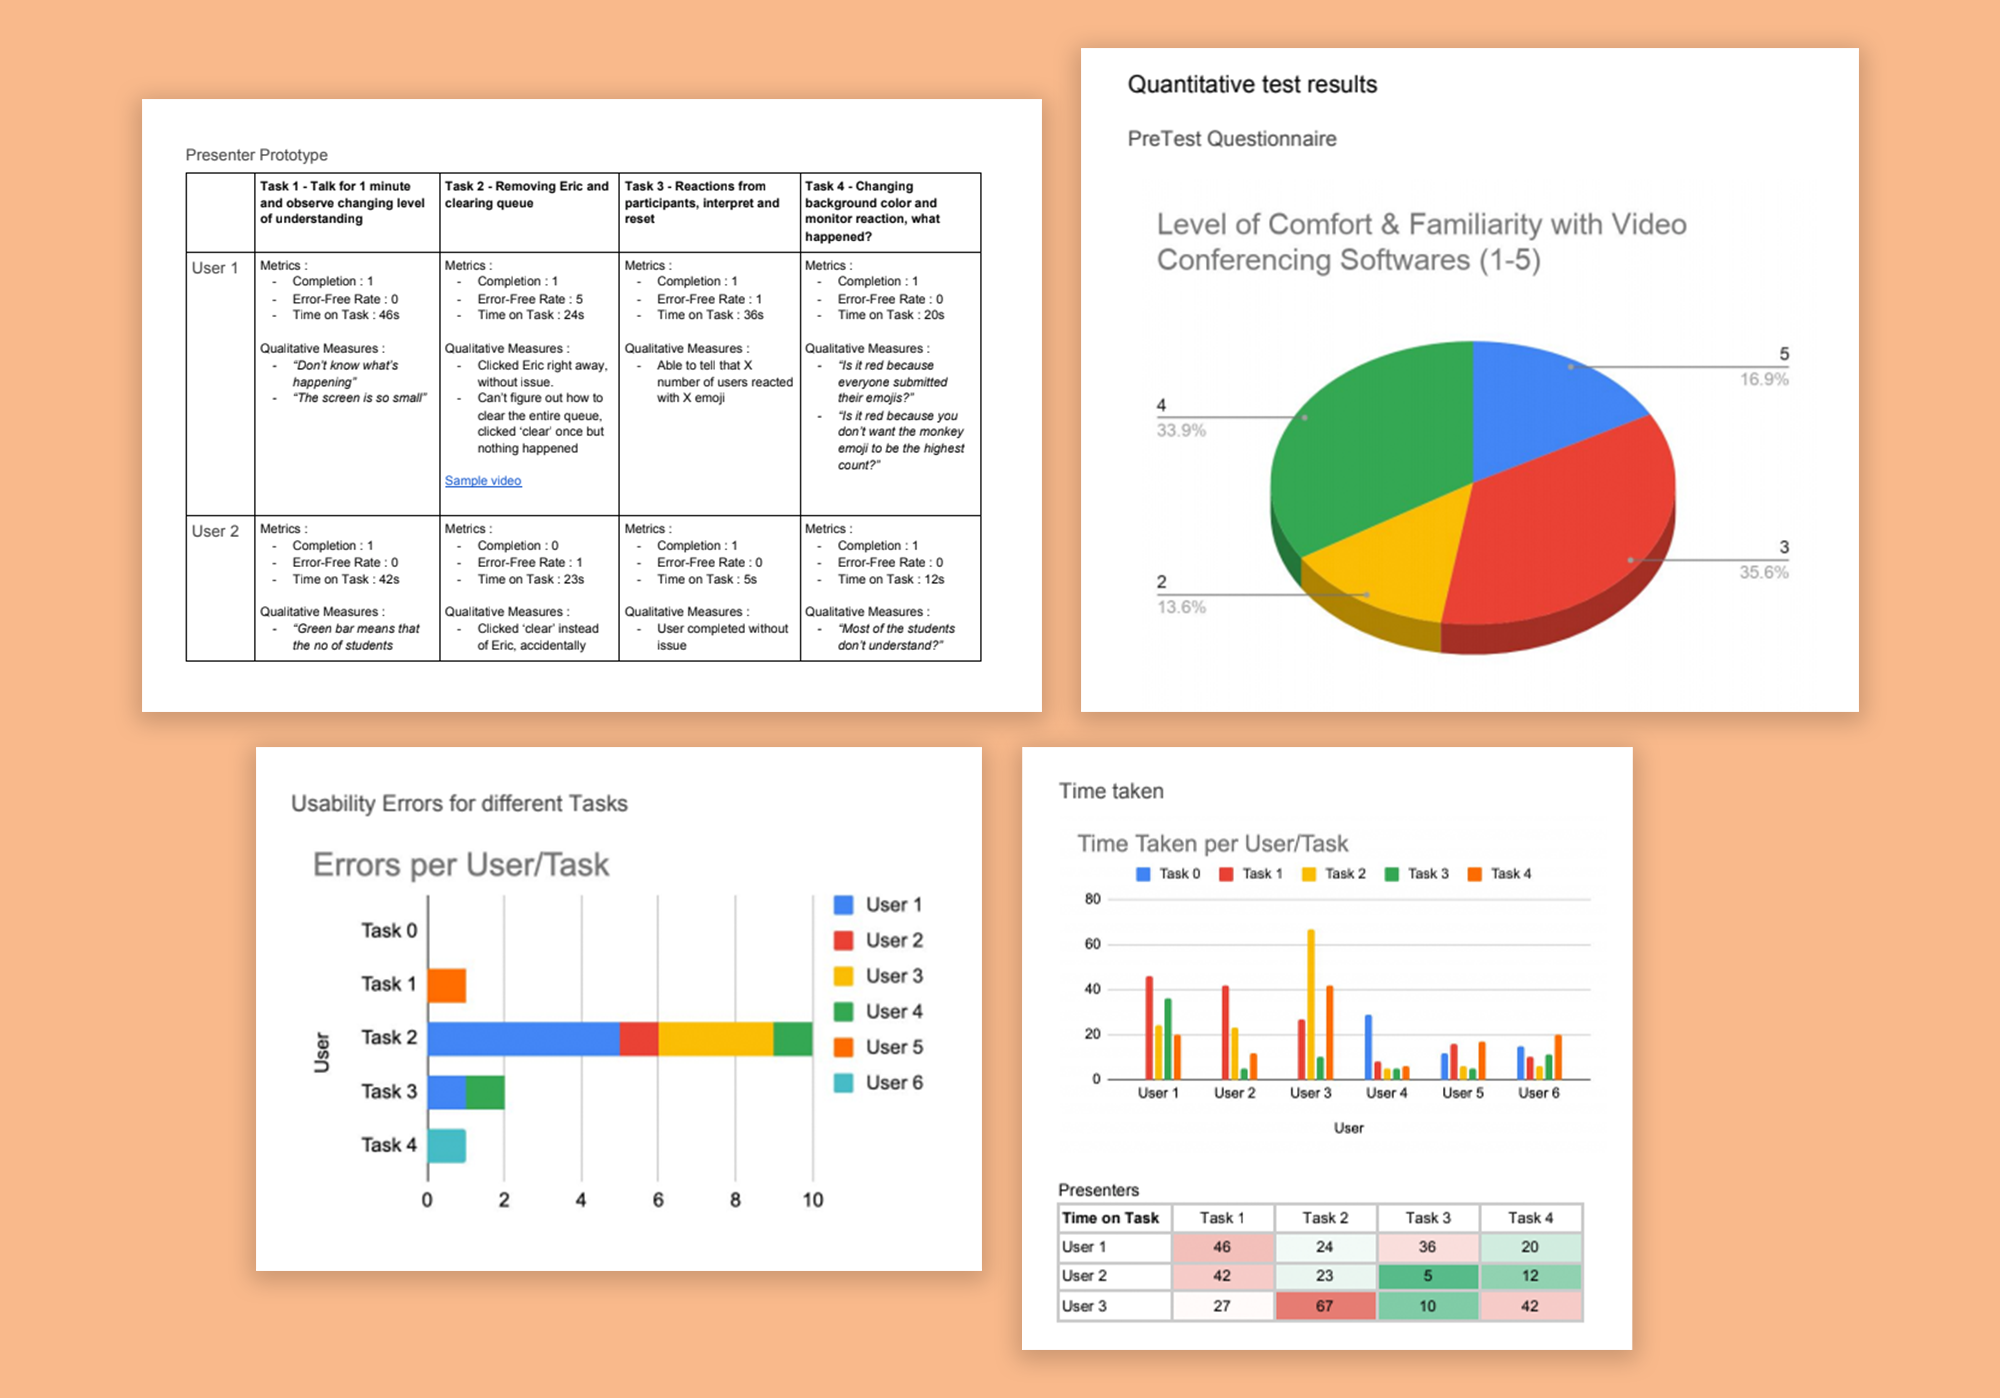 Presenter Prototype
Task 1 - Talk for 1 minute
and observe changing level
of understanding
Task 2 - Removing Eric and
clearing queue
Task 3 - Reactions from
participants, interpret and
reset
Task 4 - Changing
background color and
monitor reaction, what
happened?
User 1
Metrics :
- Completion : 1
- Error-Free Rate : 0
- Time on Task : 46s
Qualitative Measures :
- “Don’t know what’s
happening”
- “The screen is so small”
Metrics :
- Completion : 1
- Error-Free Rate : 5
- Time on Task : 24s
Qualitative Measures :
- Clicked Eric right away,
without issue.
- Can’t figure out how to
clear the entire queue,
clicked ‘clear’ once but
nothing happened
Sample video
Metrics :
- Completion : 1
- Error-Free Rate : 1
- Time on Task : 36s
Qualitative Measures :
- Able to tell that X
number of users reacted
with X emoji
Metrics :
- Completion : 1
- Error-Free Rate : 0
- Time on Task : 20s
Qualitative Measures :
- “Is it red because
everyone submitted
their emojis?”
- “Is it red because you
don’t want the monkey
emoji to be the highest
count?”
User 2
Metrics :
- Completion : 1
- Error-Free Rate : 0
- Time on Task : 42s
Qualitative Measures :
- “Green bar means that
the no of students
Metrics :
- Completion : 0
- Error-Free Rate : 1
- Time on Task : 23s
Qualitative Measures :
- Clicked ‘clear’ instead
of Eric, accidentally
Metrics :
- Completion : 1
- Error-Free Rate : 0
- Time on Task : 5s
Qualitative Measures :
- User completed without
issue
Metrics :
- Completion : 1
- Error-Free Rate : 0
- Time on Task : 12s
Qualitative Measures :
- “Most of the students
don’t understand?”
Quantitative test results
PreTest Questionnaire
Level of Comfort & Familiarity with Video
Conferencing Softwares (1-5)
5
16.9%
4
33.9%
3
35.6%
2
13.6%
Usability Errors for different Tasks
Errors per User/Task
User
Task 0
Task 1
Task 2
Task 3
Task 4
0 2 4 6 8 10
User 1
User 2
User 3
User 4
User 5
User 6
Time taken
Time Taken per User/Task
Task 0 Task 1 Task 2 Task 3 Task 4
80
60
40
20
0
User 1 User 2 User 3 User 4 User 5 User 6
User
Presenters
Time on Task Task 1 Task 2 Task 3 Task 4
User 1 46 24 36 20
User 2 42 23 5 12
User 3 27 67 10 42